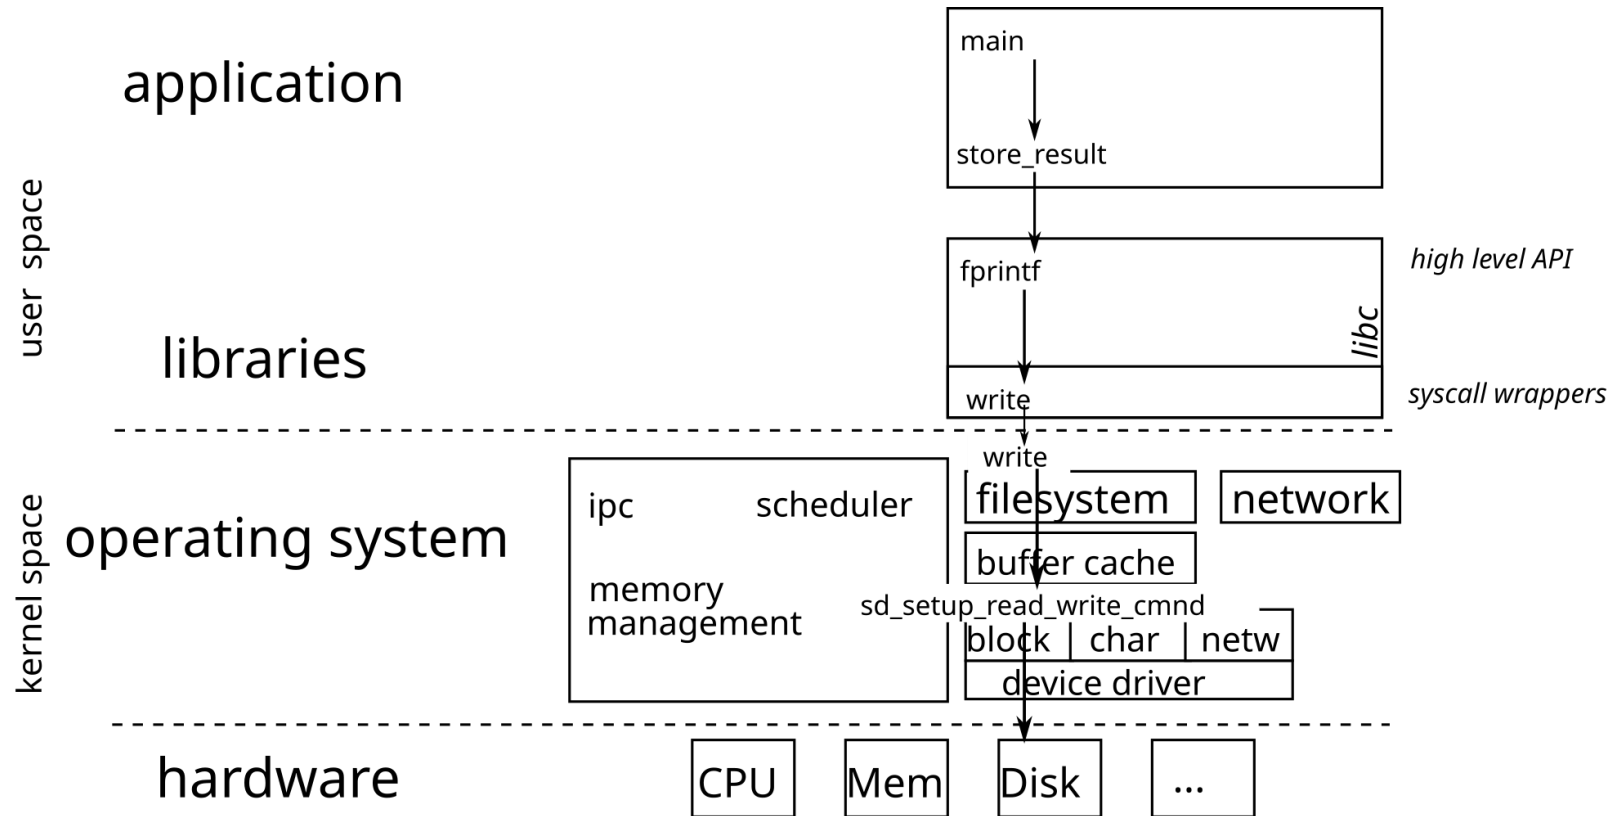 main
application
store_result
user space
fprintf
high level API
libc
libraries
write
syscall wrappers
write
kernel space
operating system
ipc
scheduler
filesystem
network
memory
management
buffer cache
sd_setup_read_write_cmnd
block
char
netw
device driver
hardware
CPU
Mem
Disk
...